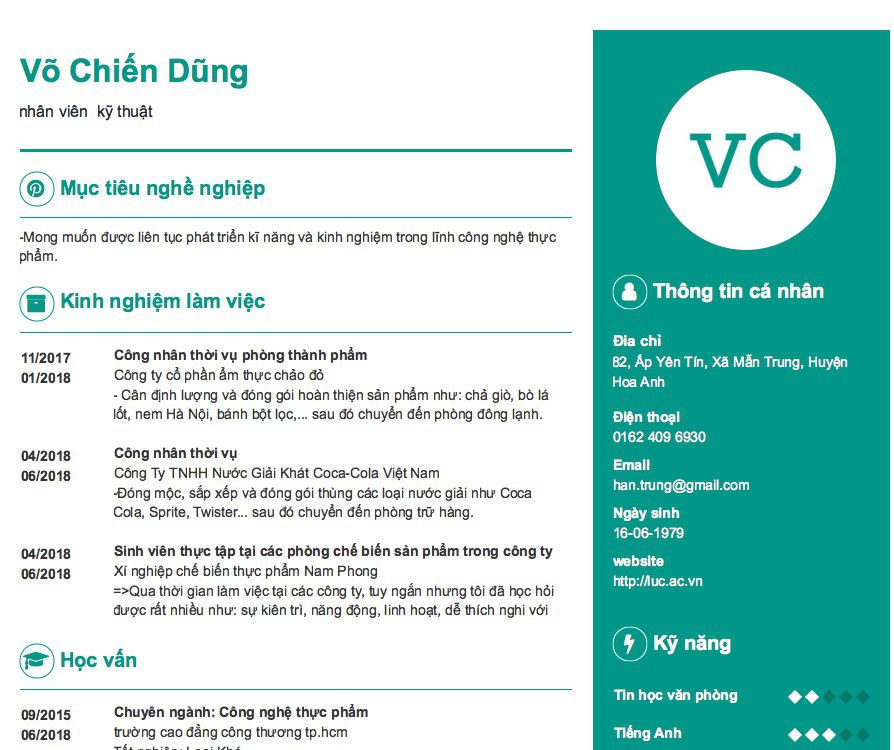 Võ Chiến Dũng
nhân viên kỹ thuật
Mục tiêu nghề nghiệp
-Mong muốn được liên tục phát triển kĩ năng và kinh nghiệm trong lĩnh công nghệ thực
phẩm.
Kinh nghiệm làm việc
11/2017
01/2018
Công nhân thời vụ phòng thành phẩm
Công ty cổ phần ẩm thực chảo đỏ
- Cân định lượng và đóng gói hoàn thiện sản phẩm như: chả giò, bò lá
lốt, nem Hà Nội, bánh bột lọc,... sau đó chuyển đến phòng đông lạnh.
04/2018
06/2018
Công nhân thời vụ
Công Ty TNHH Nước Giải Khát Coca-Cola Việt Nam
-Đóng mộc, sắp xếp và đóng gói thùng các loại nước giải như Coca
Cola, Sprite, Twister... sau đó chuyển đến phòng trữ hàng.
04/2018
06/2018
Sinh viên thực tập tại các phòng chế biến sản phẩm trong công ty
Xí nghiệp chế biến thực phẩm Nam Phong
=>Qua thời gian làm việc tại các công ty, tuy ngắn nhưng tôi đã học hỏi
được rất nhiều như: sự kiên trì, năng động, linh hoạt, dễ thích nghi với
Học vấn
09/2015
06/2018
Chuyên ngành: Công nghệ thực phẩm
trường cao đẳng công thương tp.hcm
Tốt nghiệp: Loại Khá
VC
Thông tin cá nhân
Địa chỉ
82, Ấp Yên Tín, Xã Mẫn Trung, Huyện
Hoa Anh
Điện thoại
0162 409 6930
Email
han.trung@gmail.com
Ngày sinh
16-06-1979
website
http://luc.ac.vn
Kỹ năng
Tin học văn phòng
Tiếng Anh